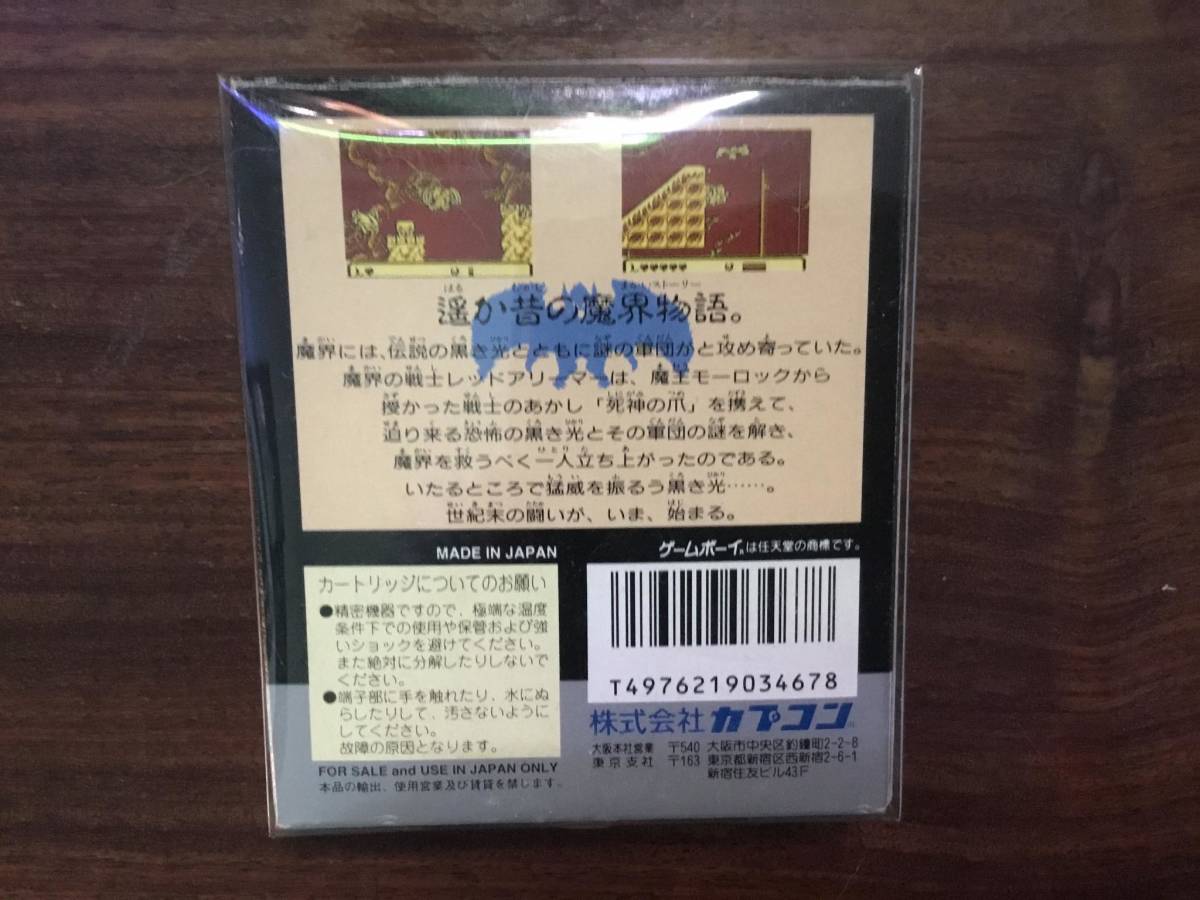 遥か昔の魔界物語。
魔界には、伝説の黒き光とともに謎の軍団がと攻め寄っていた。
魔界の戦士レッドアリーマーは、魔王モーロックから
授かった戦士のあかし「死神の爪」を携えて、
迫り来る恐怖の黒き光とその軍団の謎を解き、
魔界を救うべく一人立ち上がったのである。
いたるところで猛威を振るう黒き光……。
世紀末の闘いが、いま、始まる。
MADE IN JAPAN
ゲームボーイは任天堂の商標です。
カートリッジについてのお願い
●精密機器ですので、極端な温度
条件下での使用や保管および強
いショックを避けてください。
また絶対に分解したりしないで
ください。
●端子部に手を触れたり、水にぬ
らしたりして、汚さないように
してください。
故障の原因となります。
FOR SALE and USE IN JAPAN ONLY
本品の輸出、使用営業及び賃貸を禁じます。
T4976219034678
株式会社 カプコン
大阪本社営業 〒540 大阪市中央区釣鐘町2-2-8
東京支社 〒163 東京都新宿区西新宿2-6-1
新宿住友ビル43F